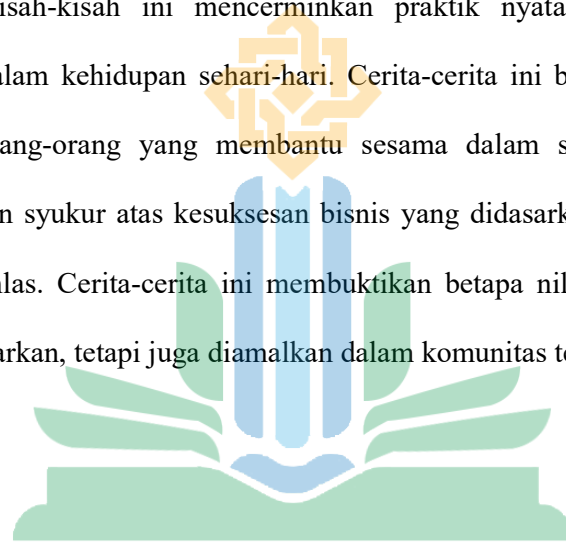 isah-kisah ini mencerminkan praktik nyata
alam kehidupan sehari-hari. Cerita-cerita ini b
ang-orang yang membantu sesama dalam s
n syukur atas kesuksesan bisnis yang didasark
las. Cerita-cerita ini membuktikan betapa nil
arkan, tetapi juga diamalkan dalam komunitas te